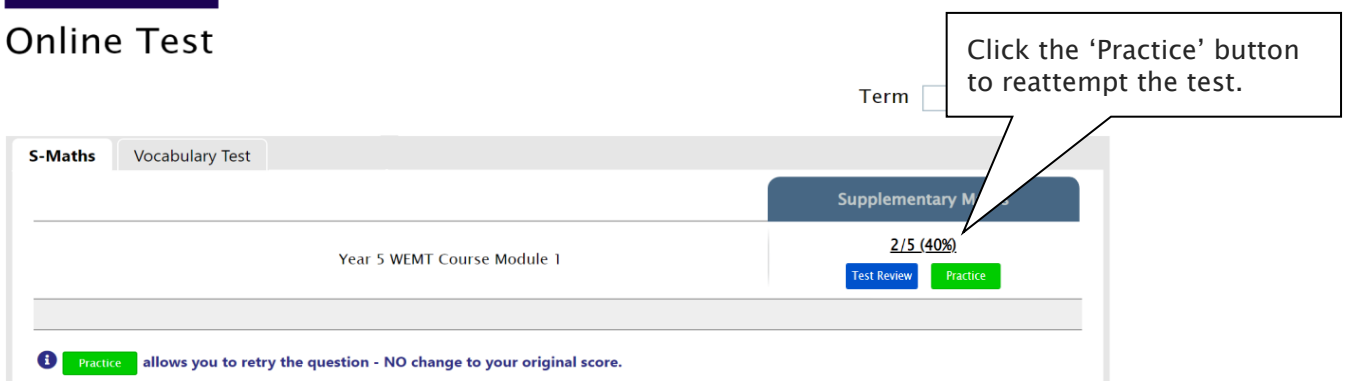 Online Test
Click the ‘Practice’ button
to reattempt the test.
Term
S-Maths
Vocabulary Test
Supplementary
2/5 (40%)
Year 5 WEMT Course Module 1
Test Review
Practice
Practice allows you to retry the question - NO change to your original score.